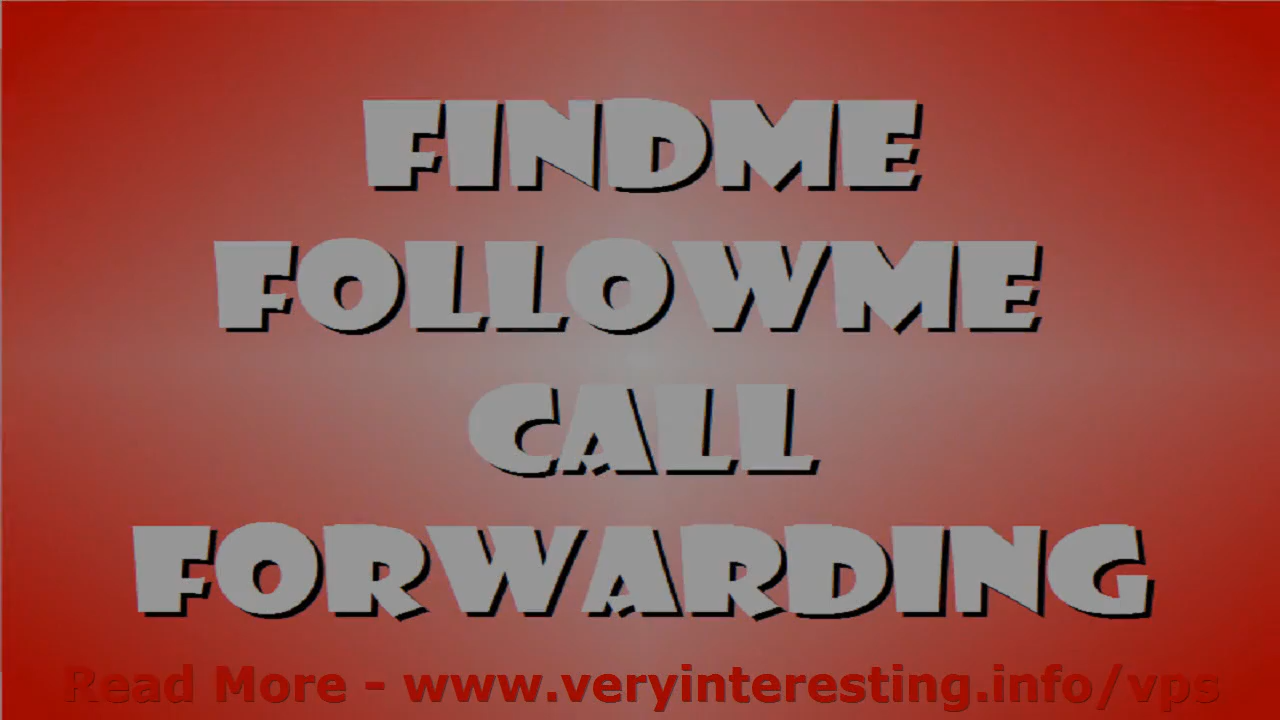 FINDME
FOLLOWME
CALL
FORWARDING
Read More - www.veryinteresting.info/vps